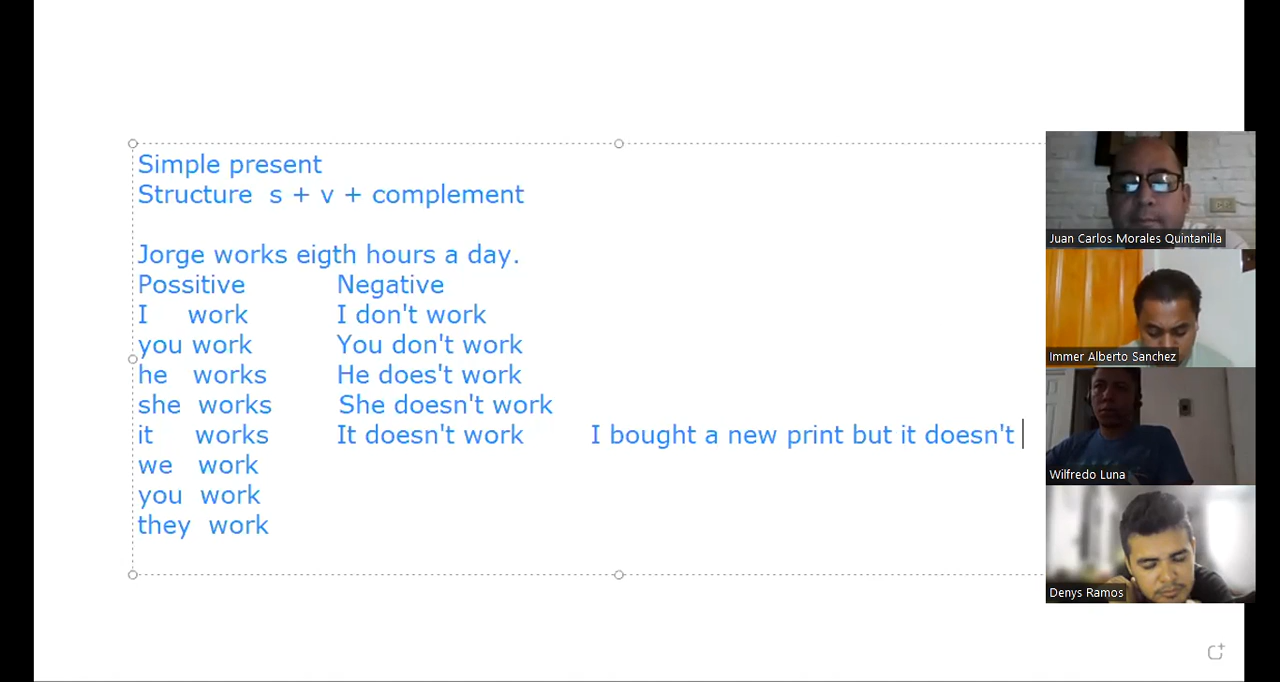 Simple present
Structure s + v + complement
Jorge works eigth hours a day.
Possitive Negative
I work I don't work
you work You don't work
he works He does't work
she works She doesn't work
it works It doesn't work I bought a new print but it doesn't
we work
you work
they work
Juan Carlos Morales Quintanilla
Immer Alberto Sanchez
Wilfredo Luna
Denys Ramos